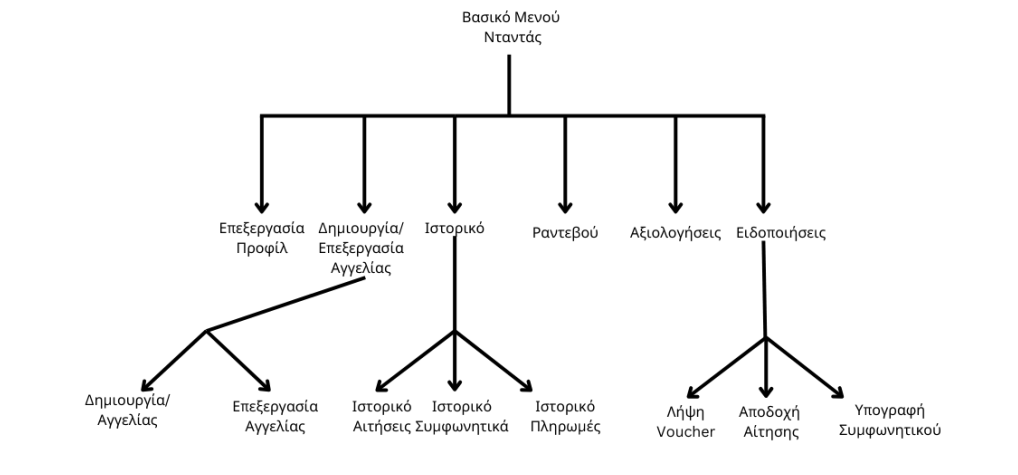 Βασικό Μενού
Νταντάς
Επεξεργασία
Προφίλ
Δημιουργία/
Επεξεργασία
Αγγελίας
Ιστορικό
Ραντεβού
Αξιολογήσεις
Ειδοποιήσεις
Δημιουργία/
Αγγελίας
Επεξεργασία
Αγγελίας
Ιστορικό
Αιτήσεις
Ιστορικό
Συμφωνητικά
Ιστορικό
Πληρωμές
Λήψη
Voucher
Αποδοχή
Αίτησης
Υπογραφή
Συμφωνητικού